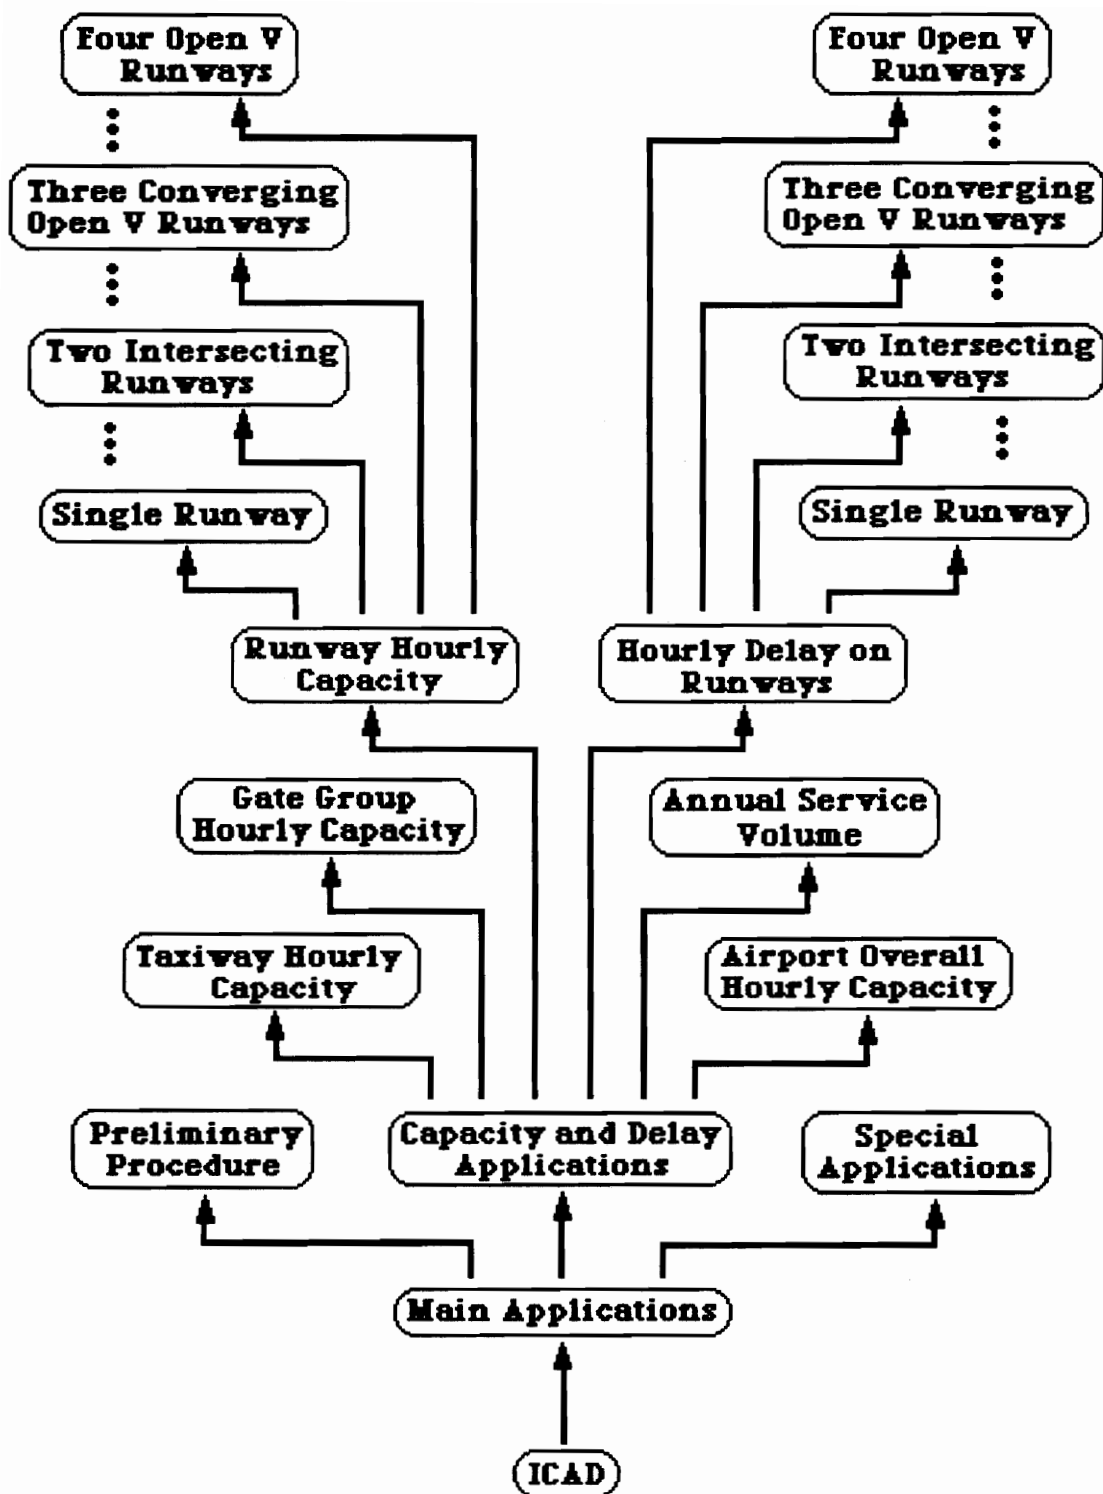 Four Open V
Runways
Four Open V
Runways
Three Converging
Open V Runways
Three Converging
Open V Runways
Two Intersecting
Runways
Two Intersecting
Runways
Single Runway
Single Runway
Runway Hourly
Capacity
Hourly Delay on
Runways
Gate Group
Hourly Capacity
Annual Service
Volume
Taxiway Hourly
Capacity
Airport Overall
Hourly Capacity
Preliminary
Procedure
Capacity and Delay
Applications
Special
Applications
Main Applications
ICAD